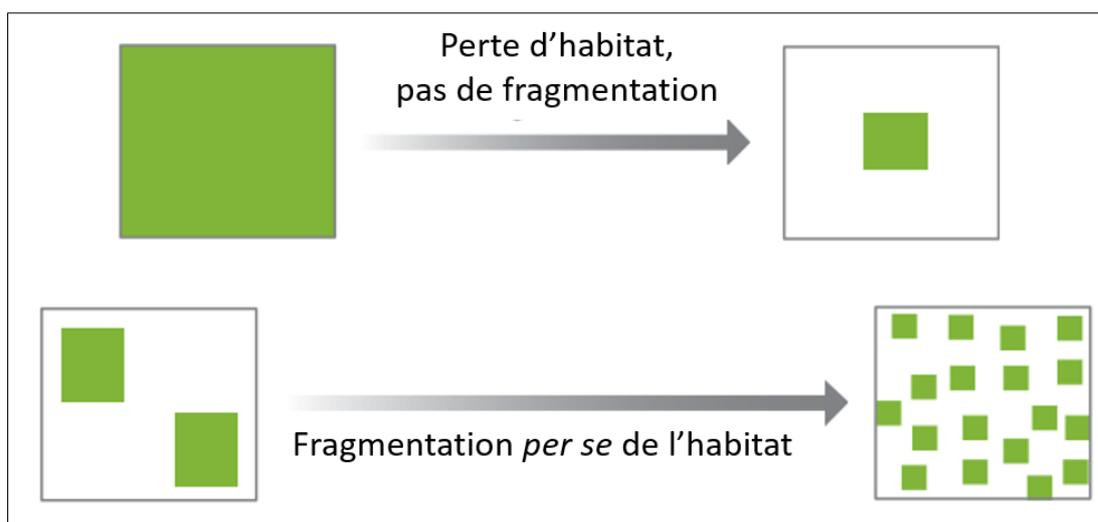 Perte d’habitat,
pas de fragmentation
Fragmentation per se de l’habitat